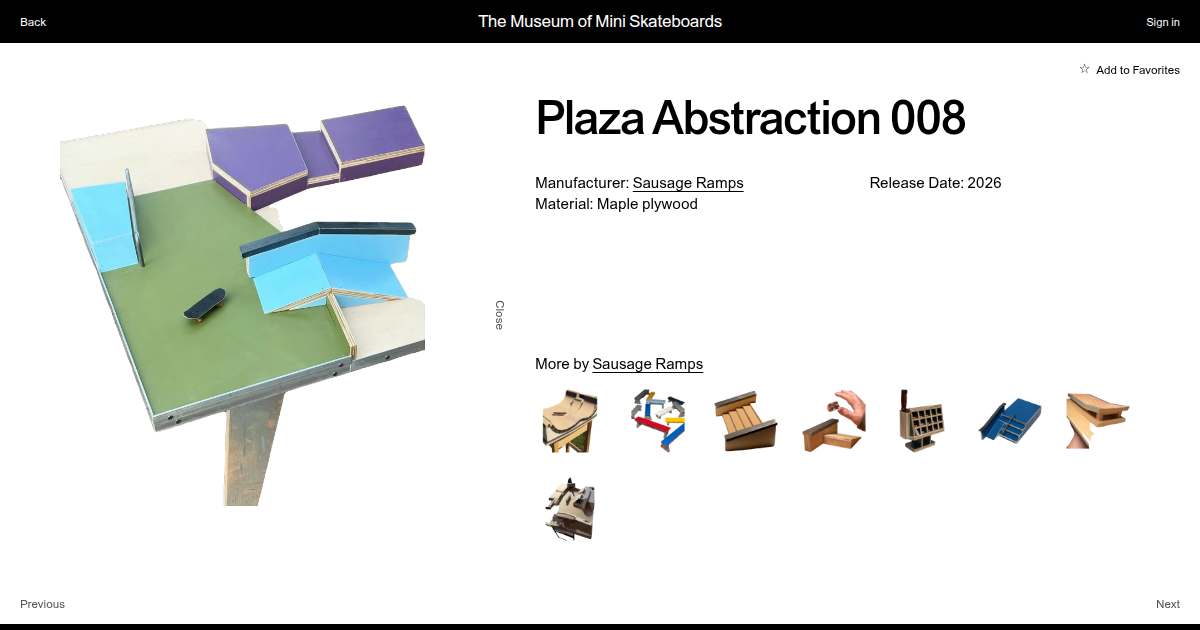 Back
The Museum of Mini Skateboards
Sign in
☆ Add to Favorites
Plaza Abstraction 008
Manufacturer: Sausage Ramps
Release Date: 2026
Material: Maple plywood
Close
More by Sausage Ramps
Previous
Next